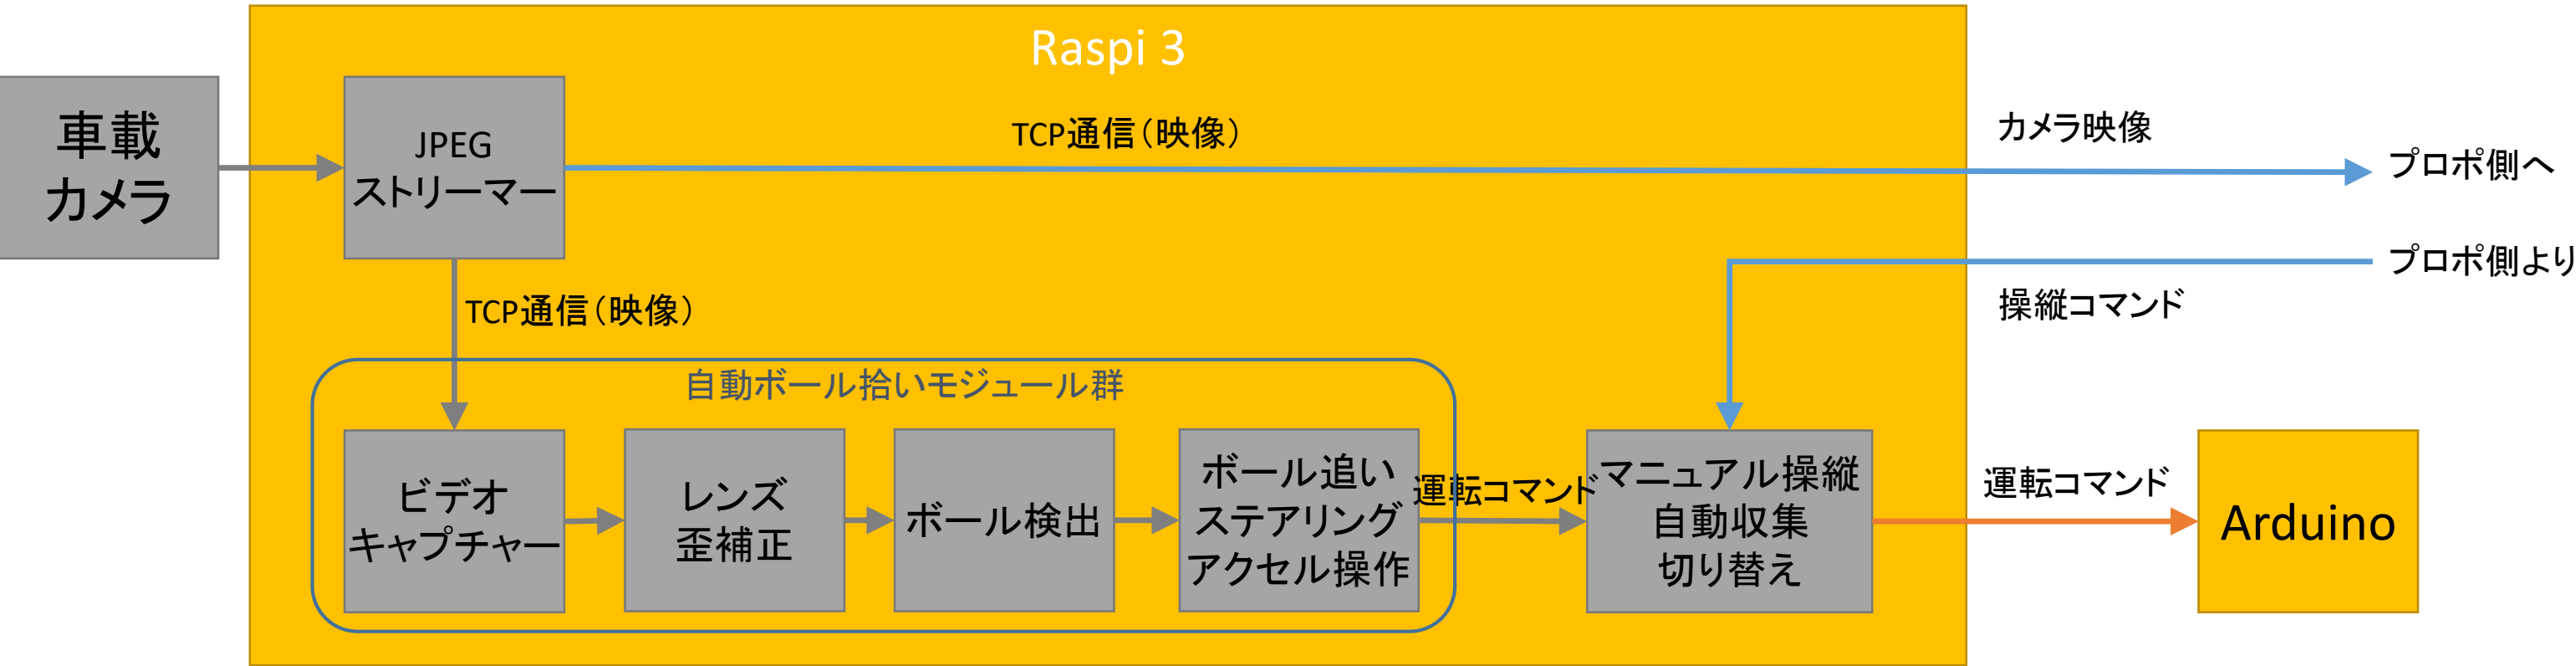 Raspi 3
車載
カメラ
JPEG
ストリーマー
TCP通信（映像）
カメラ映像
プロポ側へ
プロポ側より
操縦コマンド
TCP通信（映像）
自動ボール拾いモジュール群
ビデオ
キャプチャー
レンズ
歪補正
ボール検出
ボール追い
ステアリング
アクセル操作
運転コマンド
マニュアル操縦
自動収集
切り替え
運転コマンド
Arduino